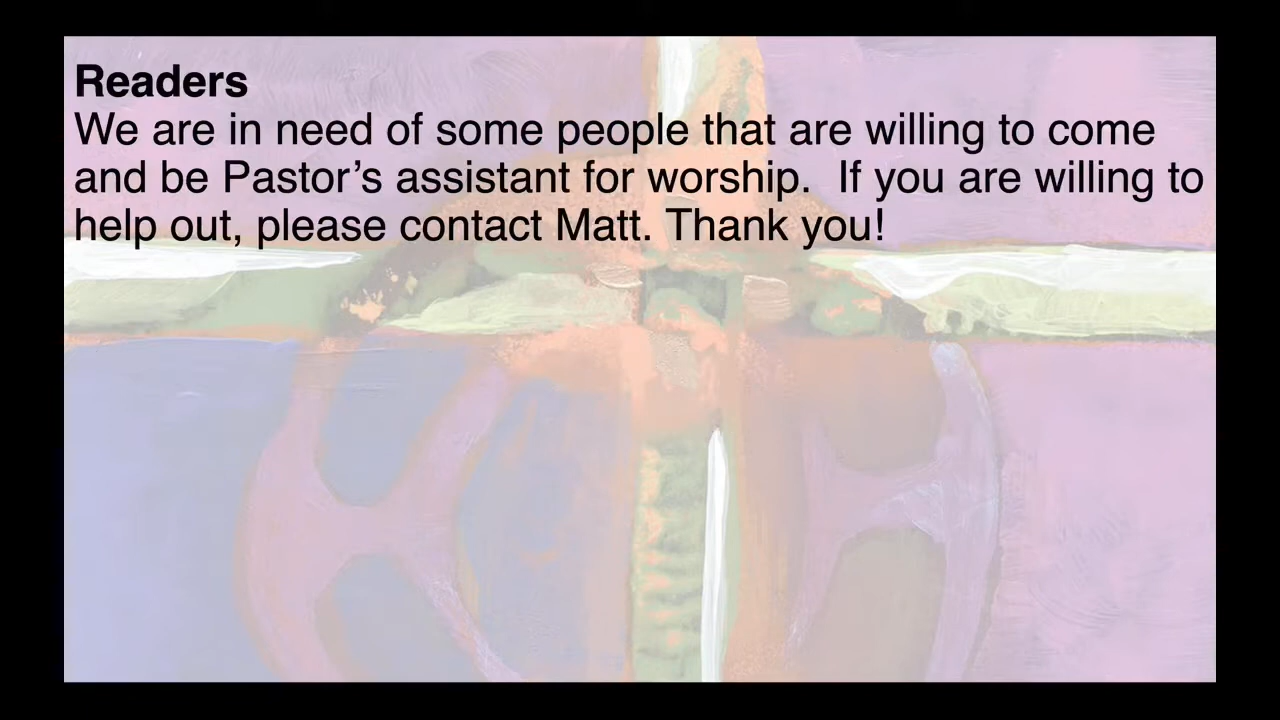 Readers
We are in need of some people that are willing to come
and be Pastor’s assistant for worship.  If you are willing to
help out, please contact Matt. Thank you!